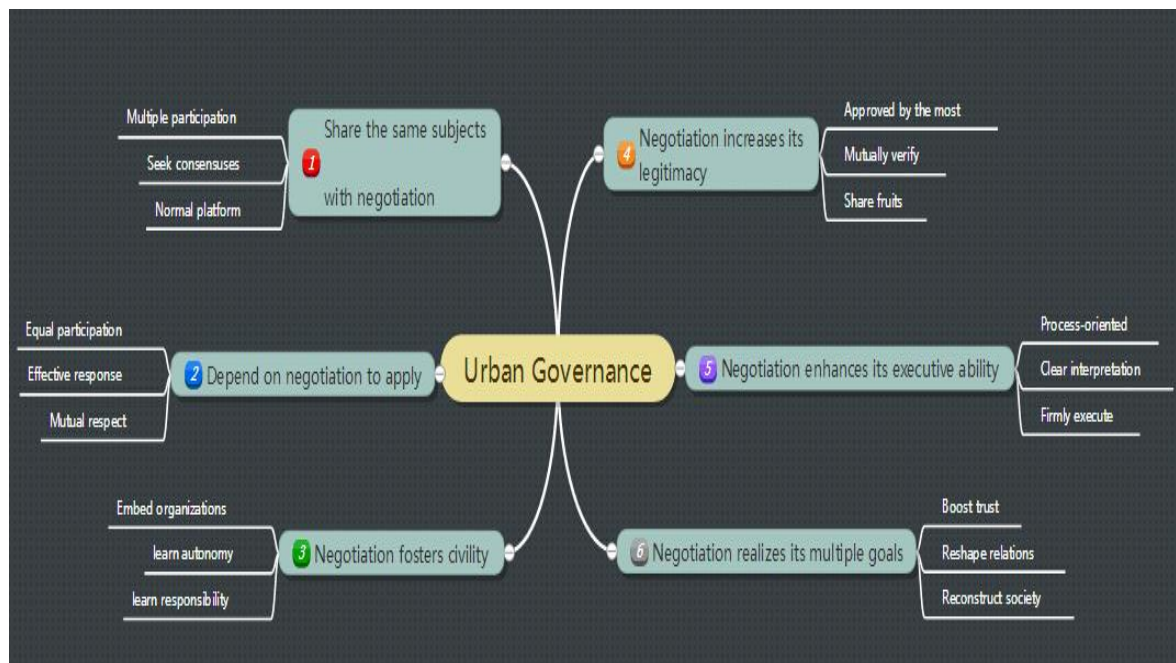 Urban Governance
1
Share the same subjects
with negotiation
Multiple participation
Seek consensuses
Normal platform
2 Depend on negotiation to apply
Equal participation
Effective response
Mutual respect
3 Negotiation fosters civility
Embed organizations
learn autonomy
learn responsibility
4 Negotiation increases its
legitimacy
Approved by the most
Mutually verify
Share fruits
5 Negotiation enhances its executive ability
Process-oriented
Clear interpretation
Firmly execute
6 Negotiation realizes its multiple goals
Boost trust
Reshape relations
Reconstruct society